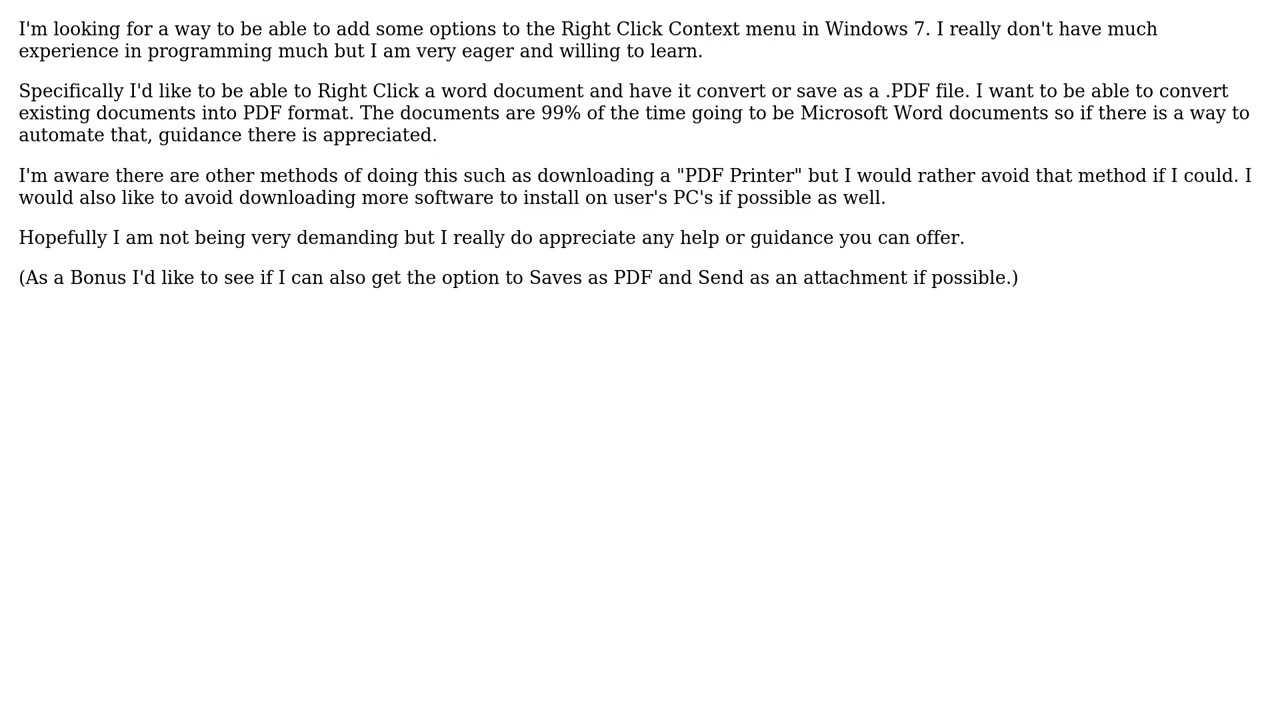 I'm looking for a way to be able to add some options to the Right Click Context menu in Windows 7. I really don't have much
experience in programming much but I am very eager and willing to learn.
Specifically I'd like to be able to Right Click a word document and have it convert or save as a .PDF file. I want to be able to convert
existing documents into PDF format. The documents are 99% of the time going to be Microsoft Word documents so if there is a way to
automate that, guidance there is appreciated.
I'm aware there are other methods of doing this such as downloading a "PDF Printer" but I would rather avoid that method if I could. I
would also like to avoid downloading more software to install on user's PC's if possible as well.
Hopefully I am not being very demanding but I really do appreciate any help or guidance you can offer.
(As a Bonus I'd like to see if I can also get the option to Saves as PDF and Send as an attachment if possible.)